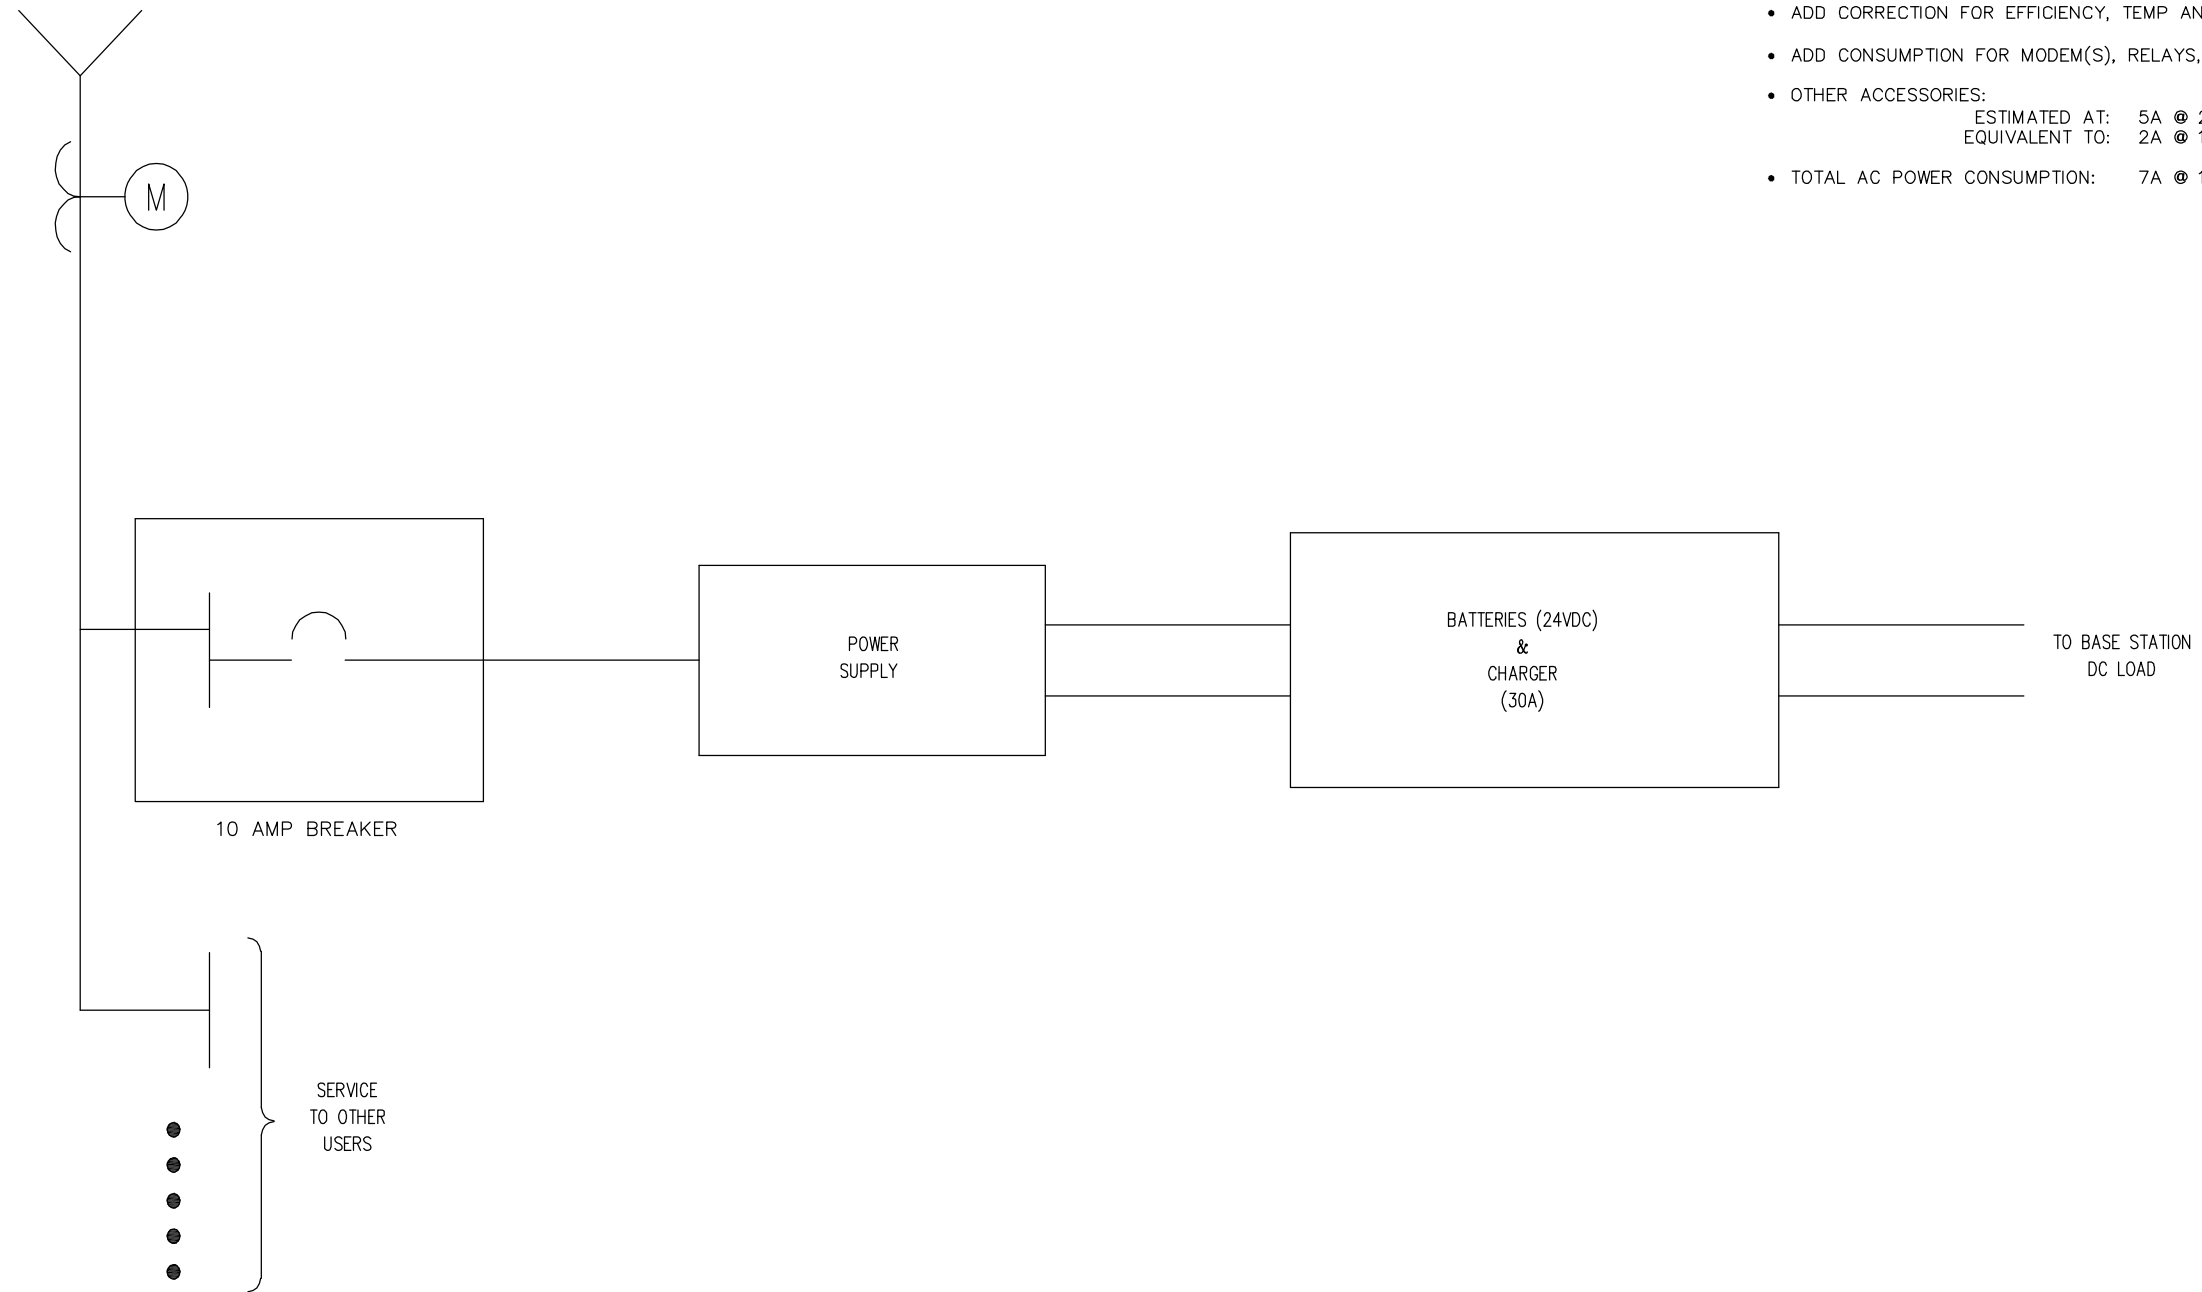 • ADD CORRECTION FOR EFFICIENCY, TEMP
• ADD CONSUMPTION FOR MODEM(S), RELAYS,
• OTHER ACCESSORIES:
ESTIMATED AT: 5A @
EQUIVALENT TO: 2A @
• TOTAL AC POWER CONSUMPTION: 7A @
M
BATTERIES (24VDC)
&
CHARGER
(30A)
POWER
SUPPLY
TO BASE STATION
DC LOAD
10 AMP BREAKER
SERVICE
TO OTHER
USERS